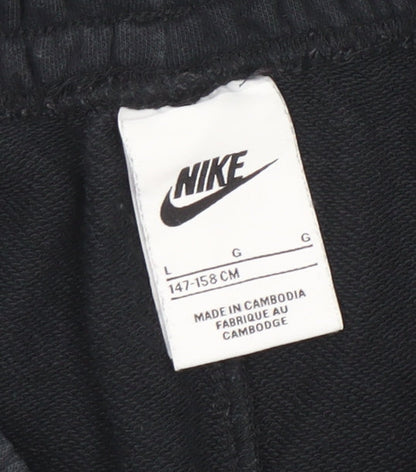 NIKE
L G G
147-158 CM
MADE IN CAMBODIA
FABRIQUE AU
CAMBODGE